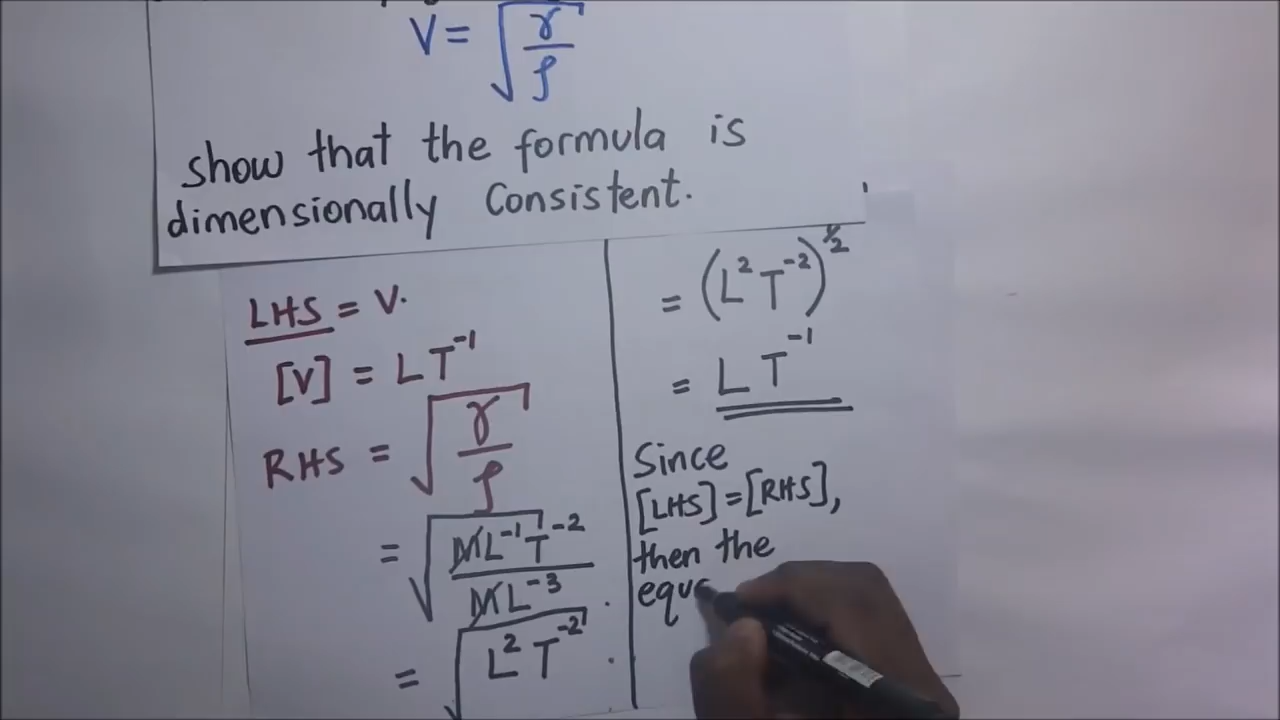 V = √(γ/ρ)
show that the formula is
dimensionally Consistent.
LHS = V.
[V] = LT⁻¹
RHS = √(γ/ρ)
= √(ML⁻¹T⁻²/ML⁻³)
= √(L²T⁻²)
= (L²T⁻²)^½
= LT⁻¹
Since
[LHS] = [RHS],
then the
equa